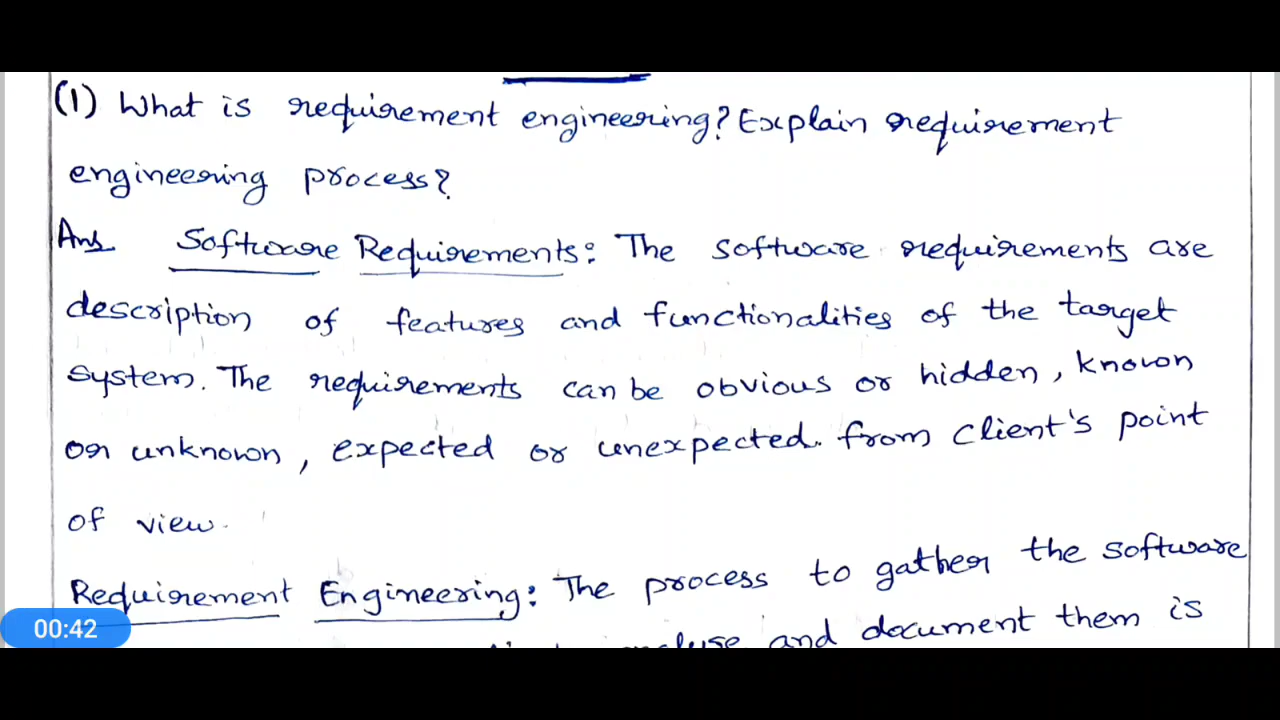 (1) What is requirement engineering? Explain requirement
engineering process?
Ans Software Requirements: The software requirements are
description of features and functionalities of the target
system. The requirements can be obvious or hidden, known
or unknown, expected or unexpected from client's point
of view.
Requirement Engineering: The process to gather the software
and document them is
00:42